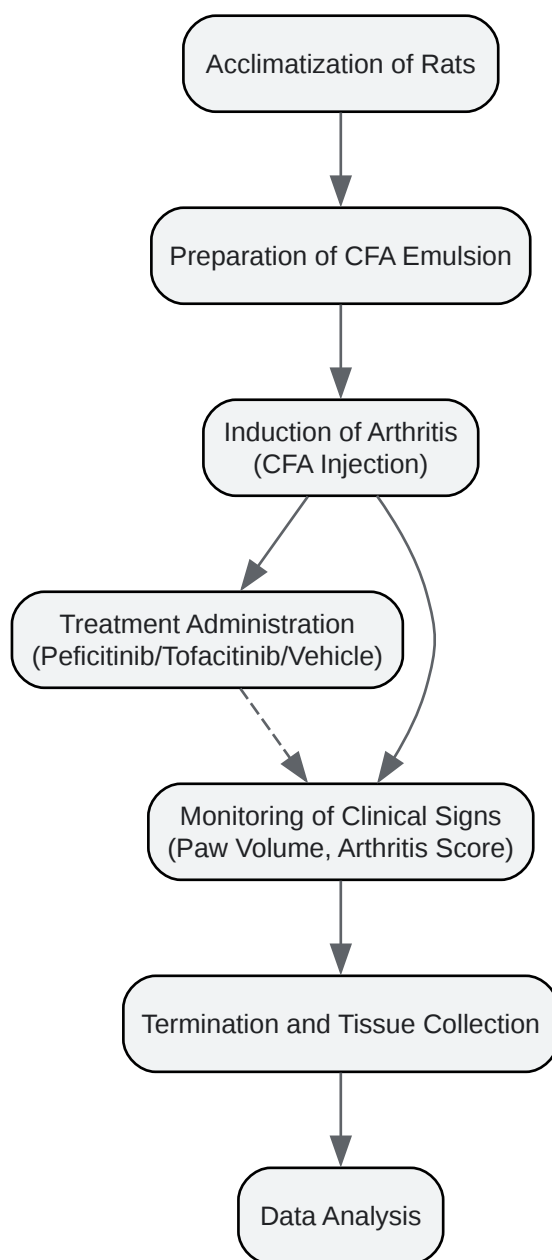 Acclimatization of Rats
Preparation of CFA Emulsion
Induction of Arthritis
(CFA Injection)
Treatment Administration
(Peficitinib/Tofacitinib/Vehicle)
Monitoring of Clinical Signs
(Paw Volume, Arthritis Score)
Termination and Tissue Collection
Data Analysis